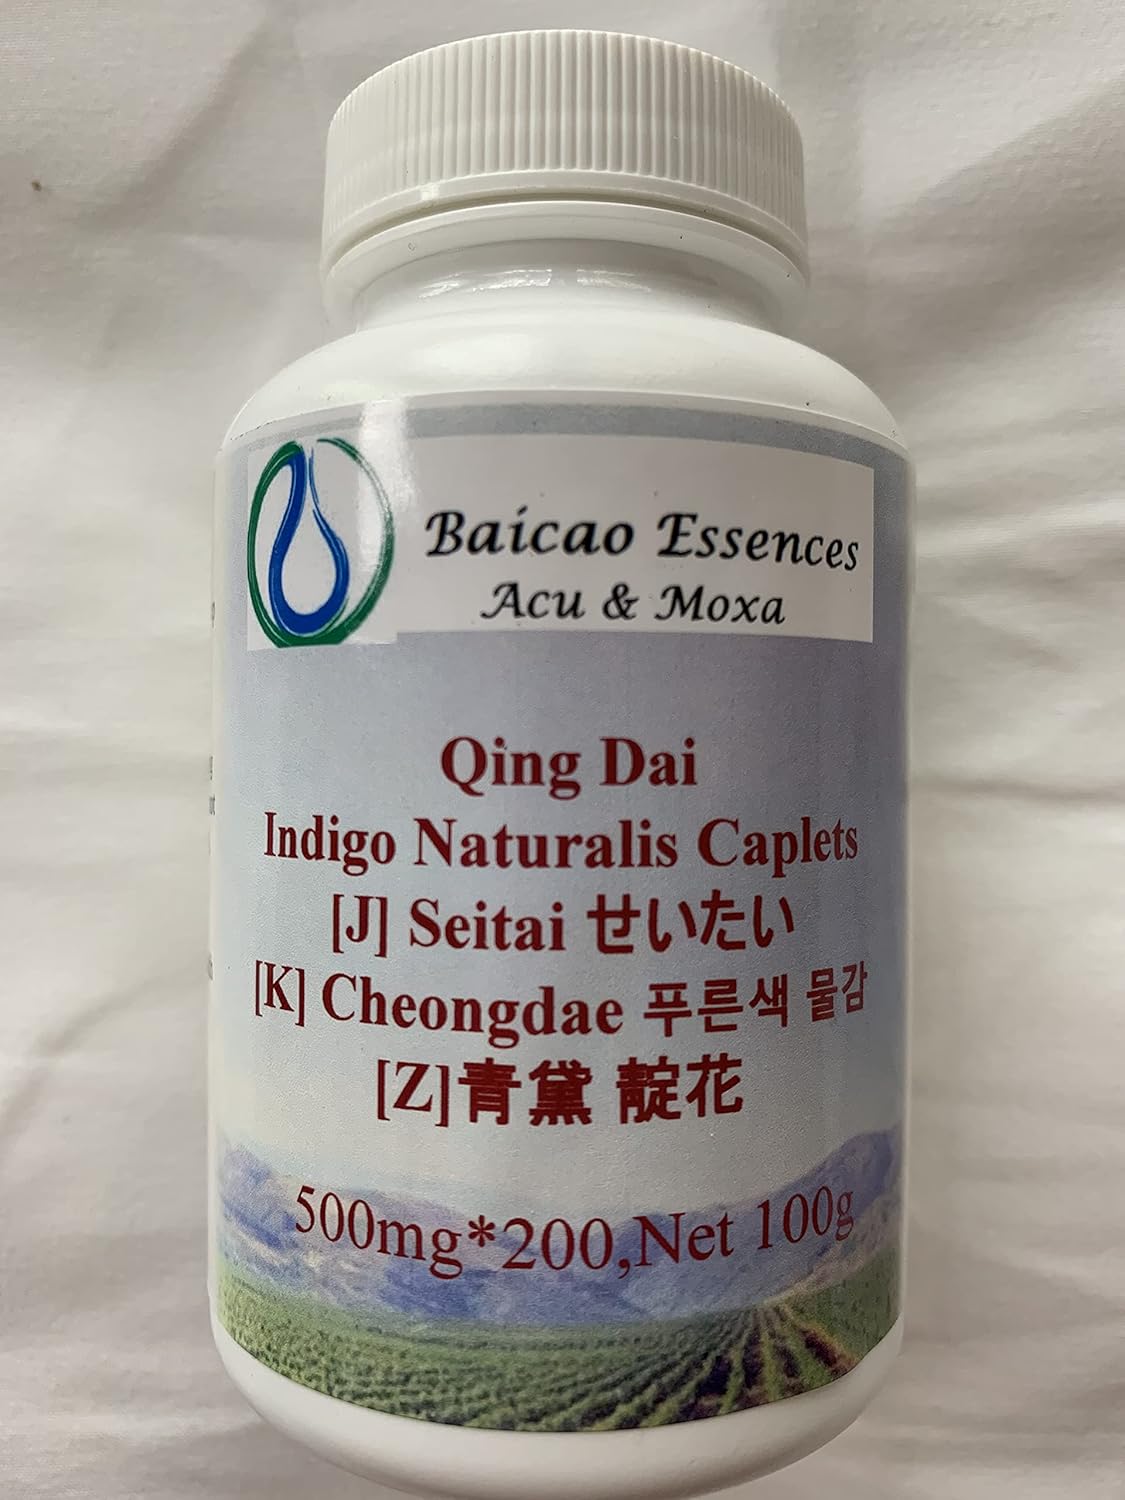 Baicao Essences
Acu & Moxa
Qing Dai
Indigo Naturalis Caplets
[J] Seitai せいたい
[K] Cheongdae 푸른색 물감
[Z]青黛 靛花
500mg*200,Net 100g